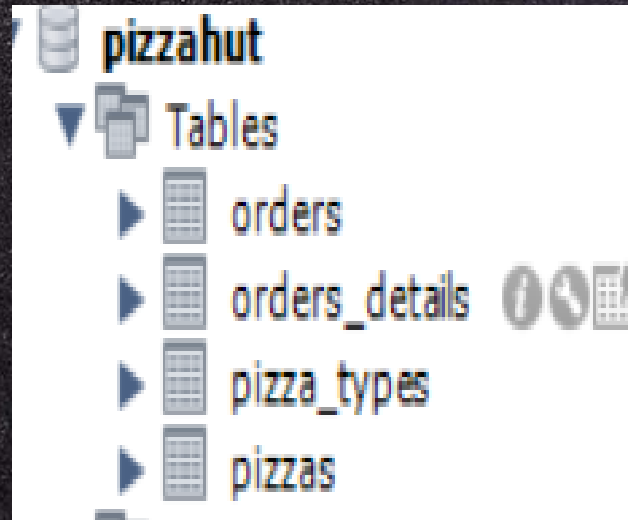 pizzahut
Tables
orders
orders_details
pizza_types
pizzas